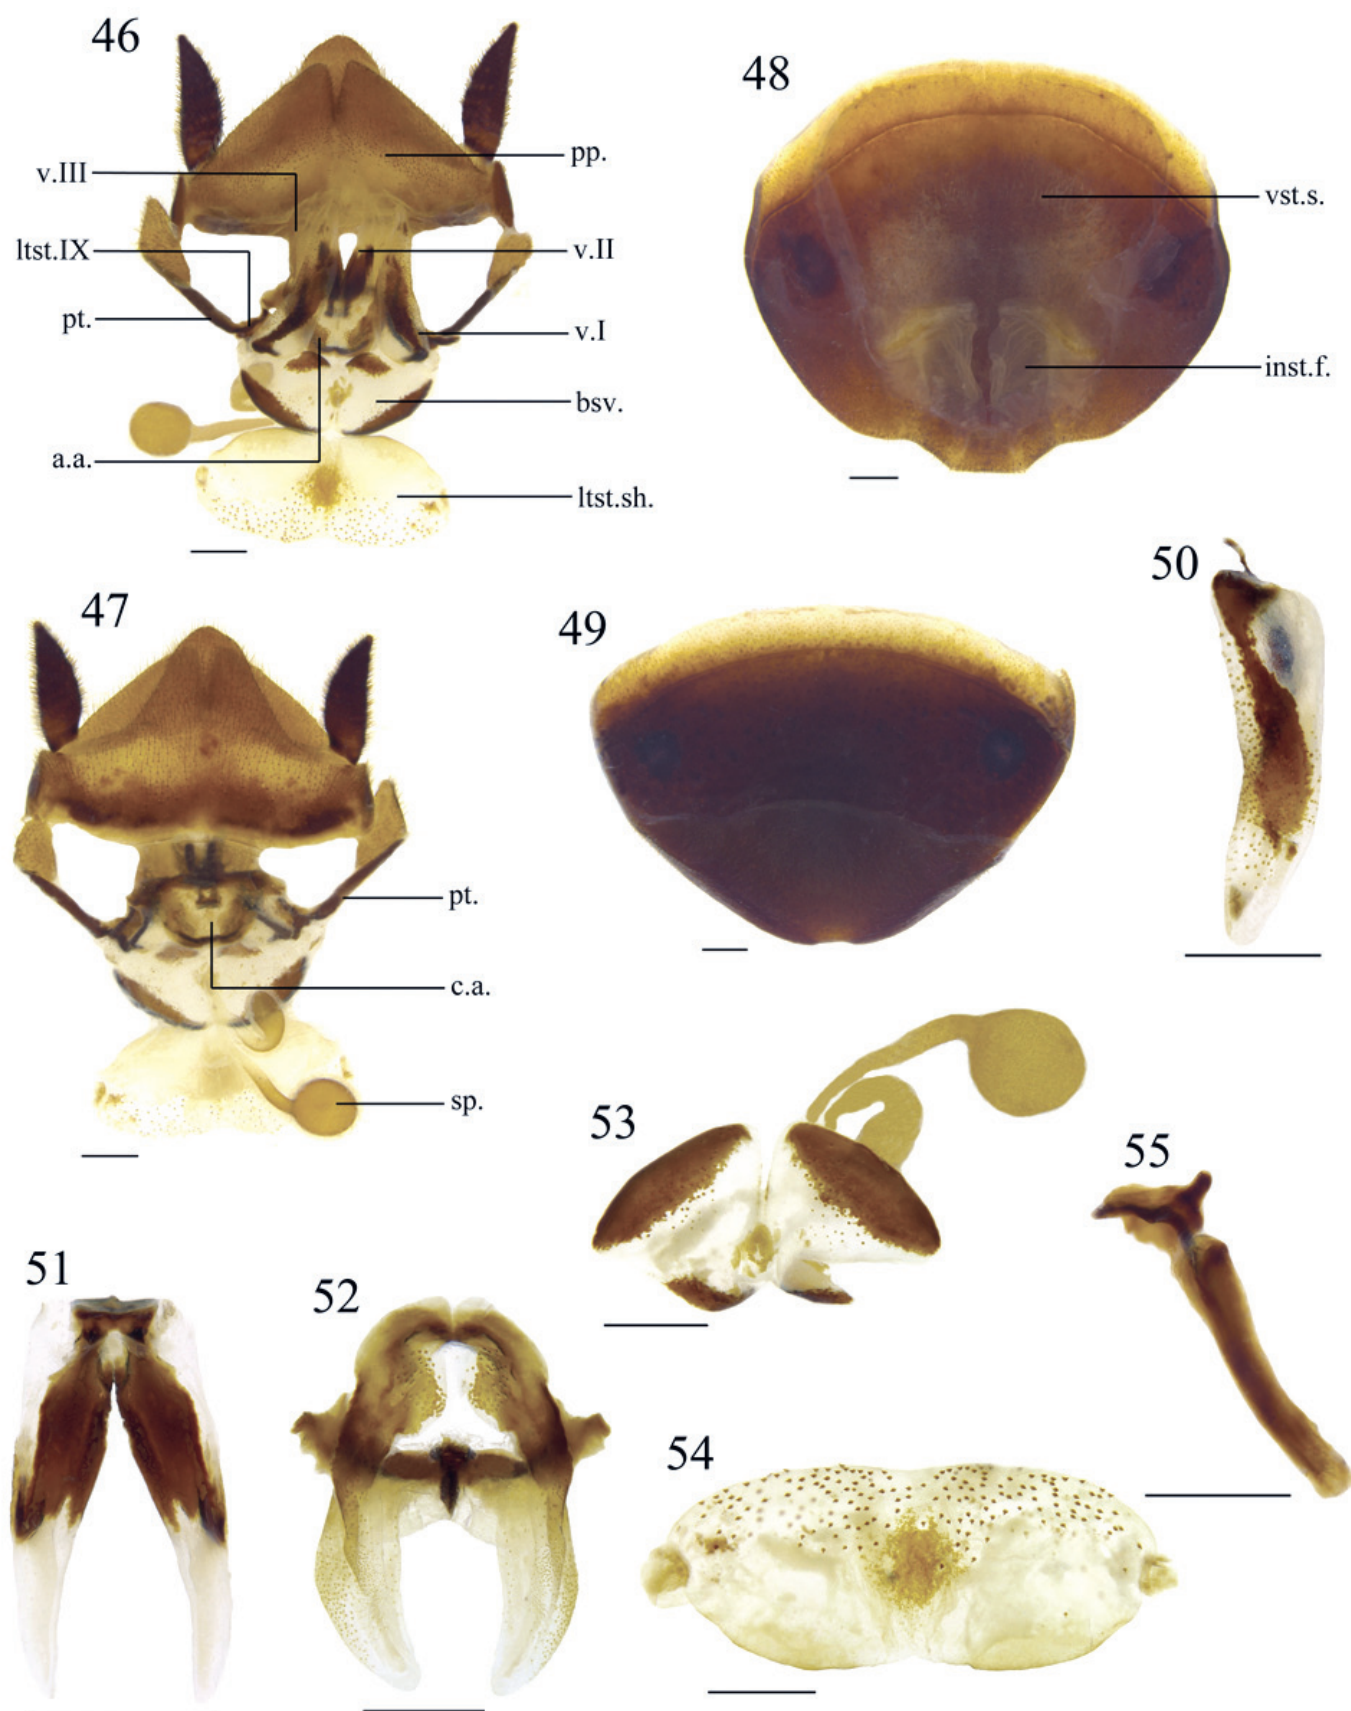 46
v.III
ltst.IX
pt.
a.a.
pp.
v.II
v.I
bsv.
ltst.sh.
48
vst.s.
inst.f.
47
pt.
c.a.
sp.
49
50
51
52
53
54
55